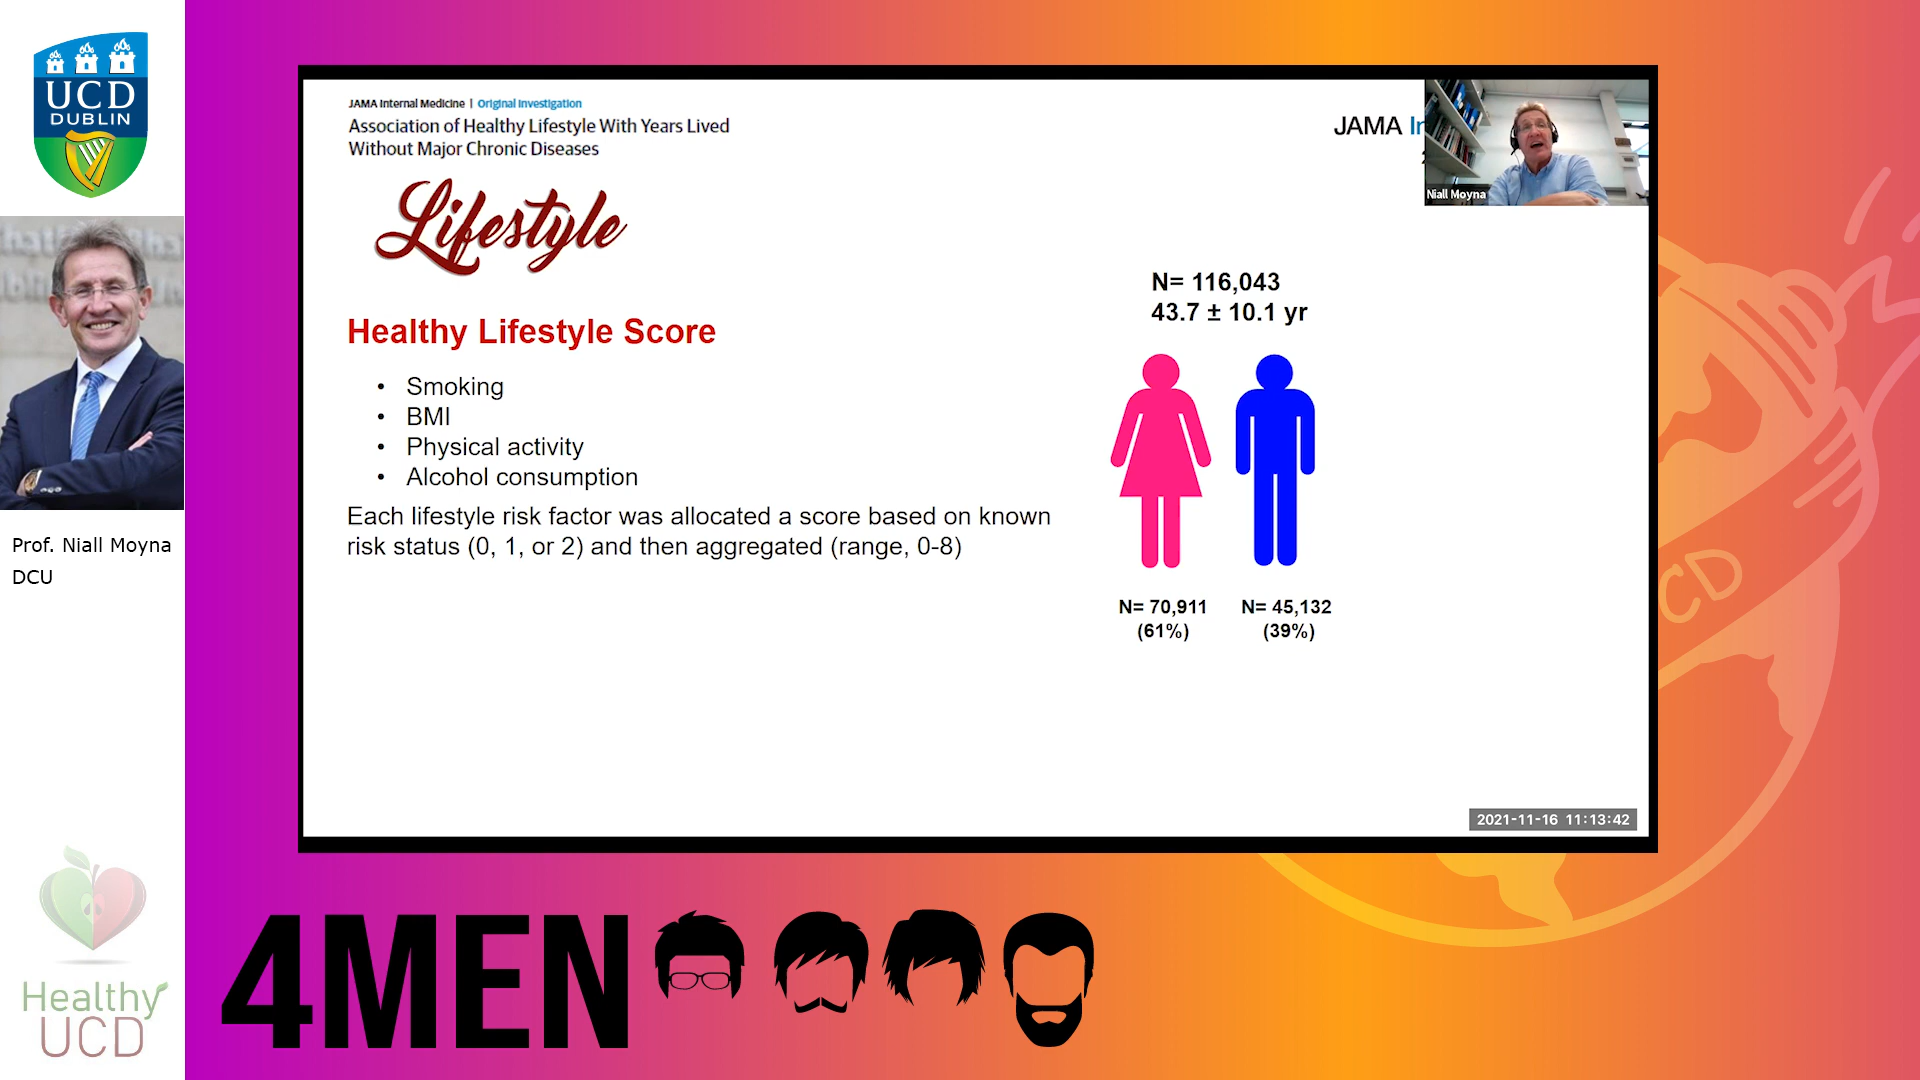 UCD
DUBLIN
Prof. Niall Moyna
DCU
Healthy
UCD
JAMA Internal Medicine | Original Investigation
Association of Healthy Lifestyle With Years Lived
Without Major Chronic Diseases
JAMA
Niall Moyna
Lifestyle
Healthy Lifestyle Score
• Smoking
• BMI
• Physical activity
• Alcohol consumption
Each lifestyle risk factor was allocated a score based on known
risk status (0, 1, or 2) and then aggregated (range, 0-8)
N= 116,043
43.7 ± 10.1 yr
N= 70,911 N= 45,132
(61%) (39%)
2021-11-16 11:13:42
4MEN
CD